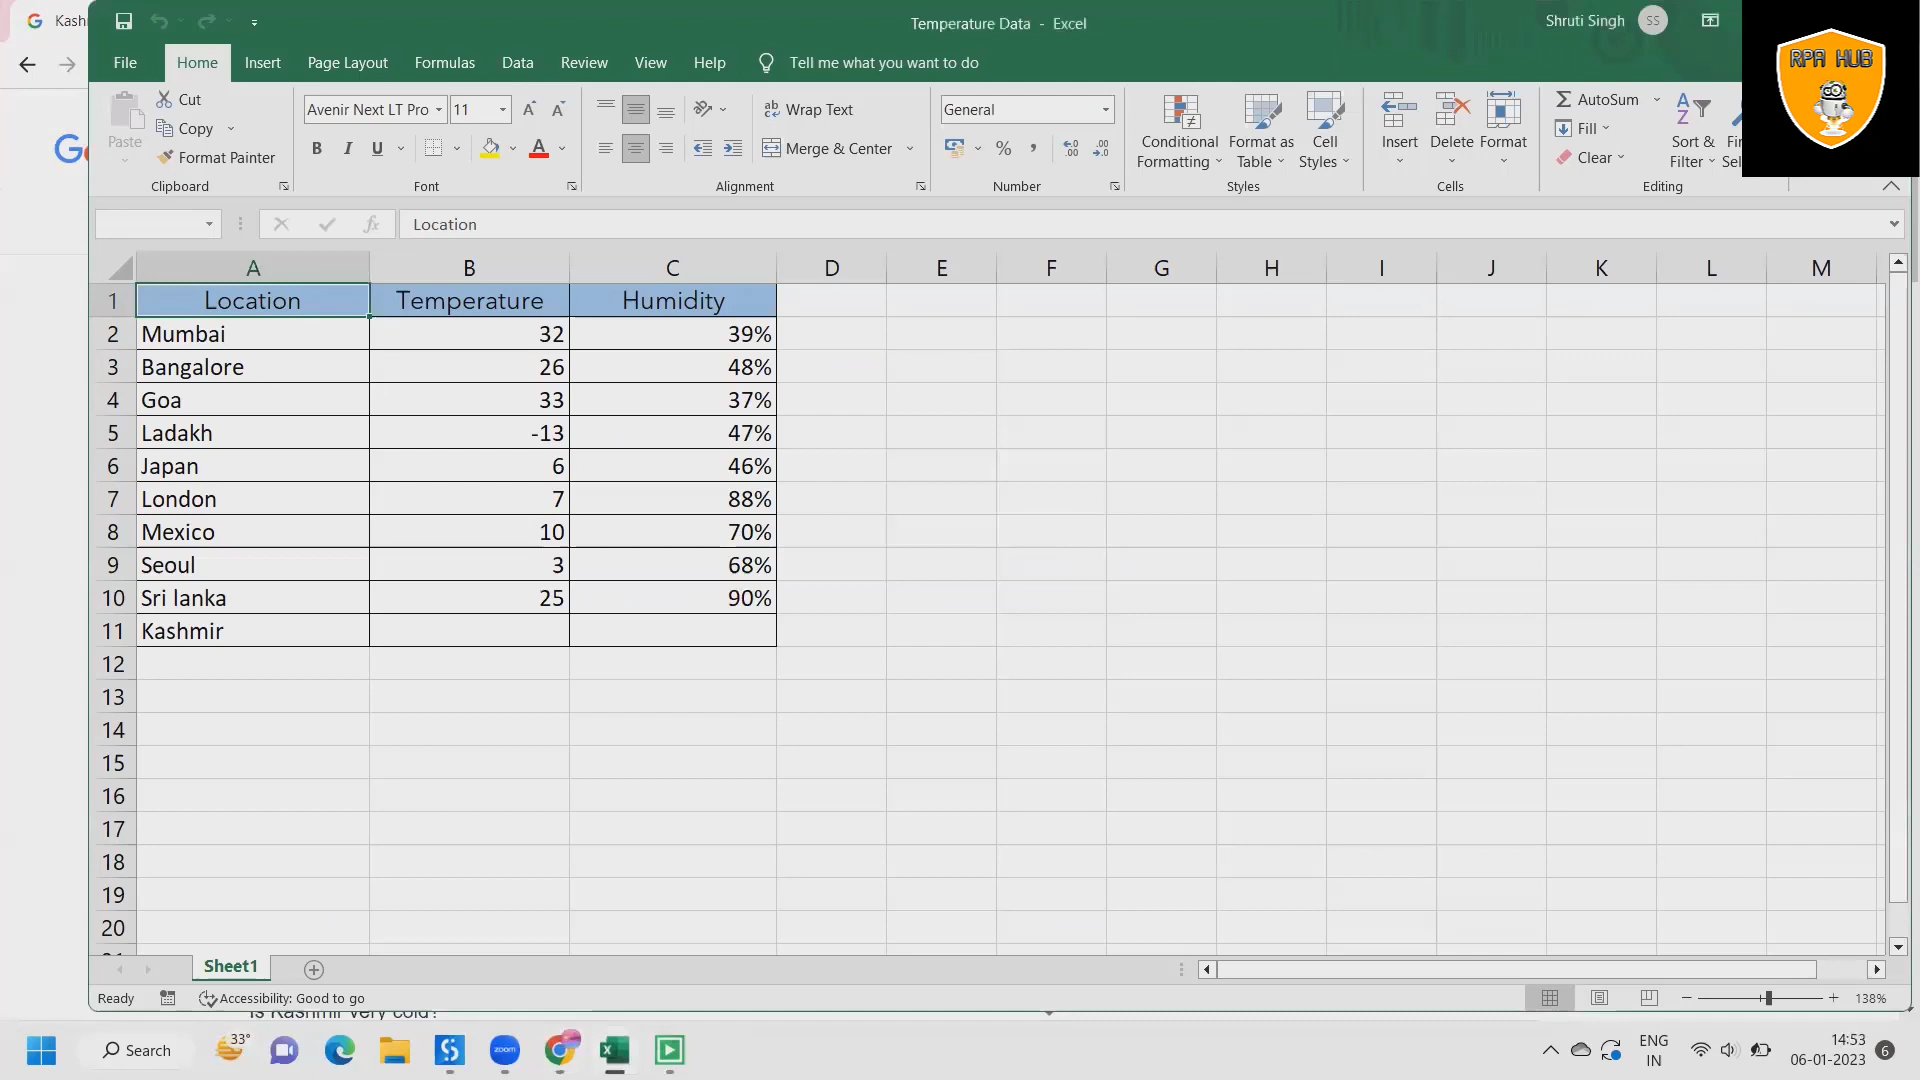 Kash
Temperature Data - Excel
Shruti Singh SS
RPA HUB
File Home Insert Page Layout Formulas Data Review View Help Tell me what you want to do
Paste Cut Copy Format Painter
Clipboard
Avenir Next LT Pro 11
B I U A
Font
Wrap Text
Merge & Center
Alignment
General
% ,
Number
Conditional Formatting
Format as Table
Cell Styles
Styles
Insert Delete Format
Cells
AutoSum
Fill
Clear
Sort & Filter
Editing
fx Location
A B C D E F G H I J K L M
1 Location Temperature Humidity
2 Mumbai 32 39%
3 Bangalore 26 48%
4 Goa 33 37%
5 Ladakh -13 47%
6 Japan 6 46%
7 London 7 88%
8 Mexico 10 70%
9 Seoul 3 68%
10 Sri lanka 25 90%
11 Kashmir
12
13
14
15
16
17
18
19
20
Sheet1
Ready Accessibility: Good to go 138%
Is Kashmir very cold?
33° Search zoom ENG IN 14:53 06-01-2023 6